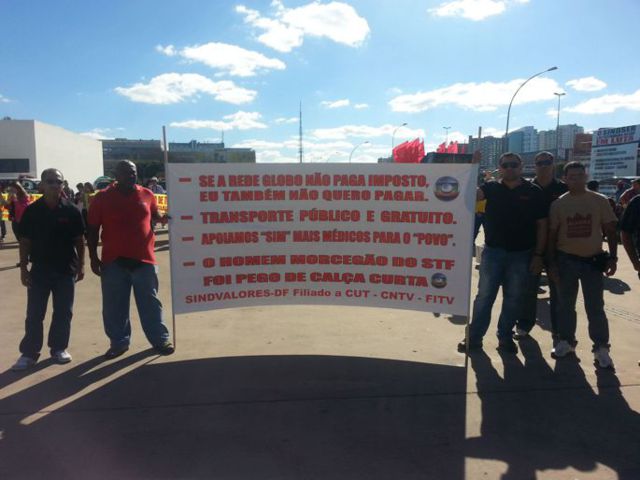 - SE A REDE GLOBO NÃO PAGA IMPOSTO,
EU TAMBÉM NÃO QUERO PAGAR.
- TRANSPORTE PÚBLICO E GRATUITO.
- APOIAMOS "SIM" MAIS MÉDICOS PARA O "POVO".
- O HOMEM MORCEGÃO DO STF
FOI PEGO DE CALÇA CURTA
SINDVALORES-DF Filiado a CUT - CNTV - FITV